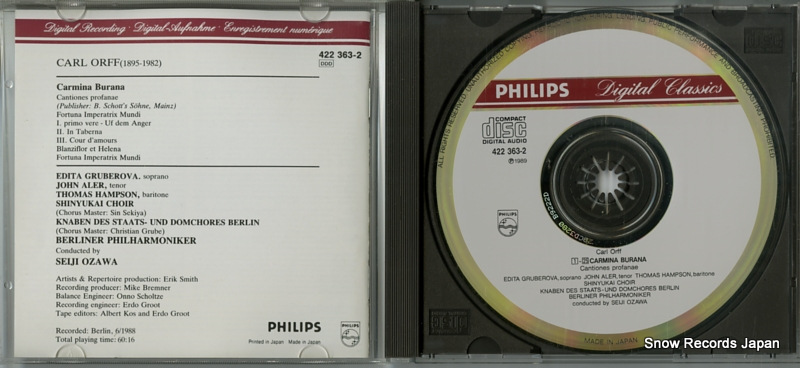 Digital Recording · Digital-Aufnahme · Enregistrement numérique
422 363-2
DDD
CARL ORFF (1895-1982)
Carmina Burana
Cantiones profanae
(Publisher: B. Schott's Söhne, Mainz)
Fortuna Imperatrix Mundi
I. primo vere - Uf dem Anger
II. In Taberna
III. Cour d'amours
Blanziflor et Helena
Fortuna Imperatrix Mundi
EDITA GRUBEROVA, soprano
JOHN ALER, tenor
THOMAS HAMPSON, baritone
SHINYUKAI CHOIR
(Chorus Master: Sin Sekiya)
KNABEN DES STAATS- UND DOMCHORES BERLIN
(Chorus Master: Christian Grube)
BERLINER PHILHARMONIKER
Conducted by
SEIJI OZAWA
Artists & Repertoire production: Erik Smith
Recording producer: Mike Bremner
Balance Engineer: Onno Scholtze
Recording engineer: Erdo Groot
Tape editors: Albert Kos and Erdo Groot
Recorded: Berlin, 6/1988
Total playing time: 60:16
PHILIPS
Printed in Japan Made in Japan
PHILIPS
PHILIPS Digital Classics
COMPACT
disc
DIGITAL AUDIO
422 363-2
Ⓟ1989
PHILIPS
Carl Orff
CARMINA BURANA
Cantiones profanae
EDITA GRUBEROVA, soprano JOHN ALER, tenor THOMAS HAMPSON, baritone
SHINYUKAI CHOIR
KNABEN DES STAATS- UND DOMCHORES BERLIN
BERLINER PHILHARMONIKER
conducted by SEIJI OZAWA
MADE IN JAPAN
Snow Records Japan